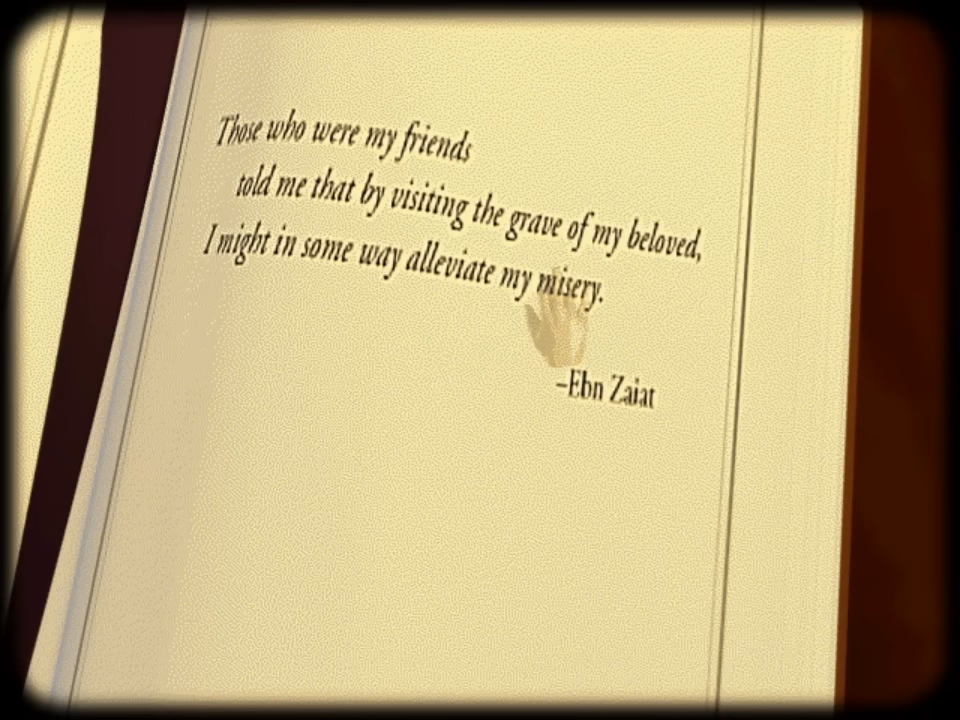 Those who were my friends
told me that by visiting the grave of my beloved,
I might in some way alleviate my misery.
–Ebn Zaiat